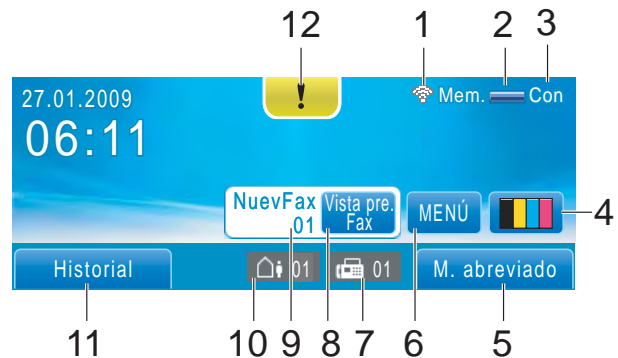 12 1 2 3
27.01.2009
06:11
!
Mem. Con
NuevFax
01
Vista pre.
Fax
MENÚ
4
Historial
01
01
M. abreviado
11 10 9 8 7 6 5